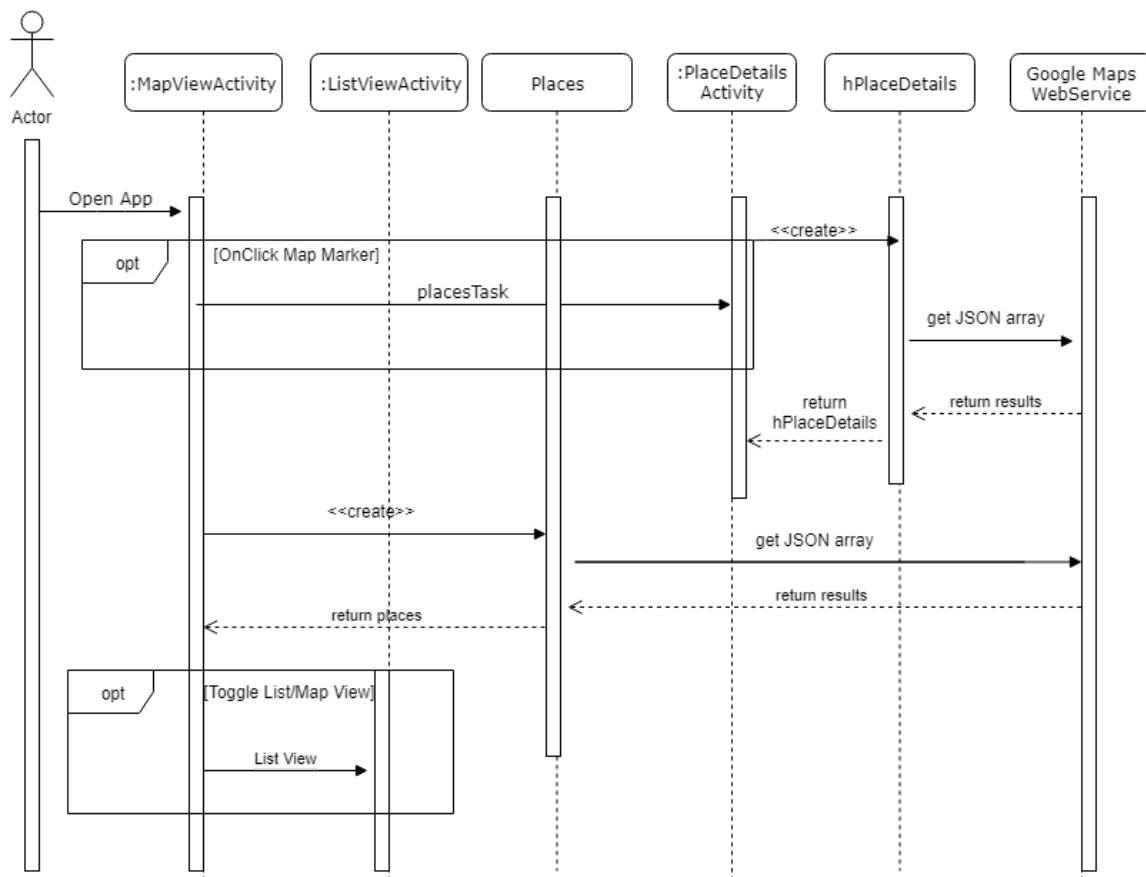 :MapViewActivity
:ListViewActivity
Places
:PlaceDetails
Activity
hPlaceDetails
Google Maps
WebService
Actor
Open App
<<create>>
opt
[OnClick Map Marker]
placesTask
get JSON array
return
hPlaceDetails
return results
<<create>>
get JSON array
return results
return places
opt
[Toggle List/Map View]
List View